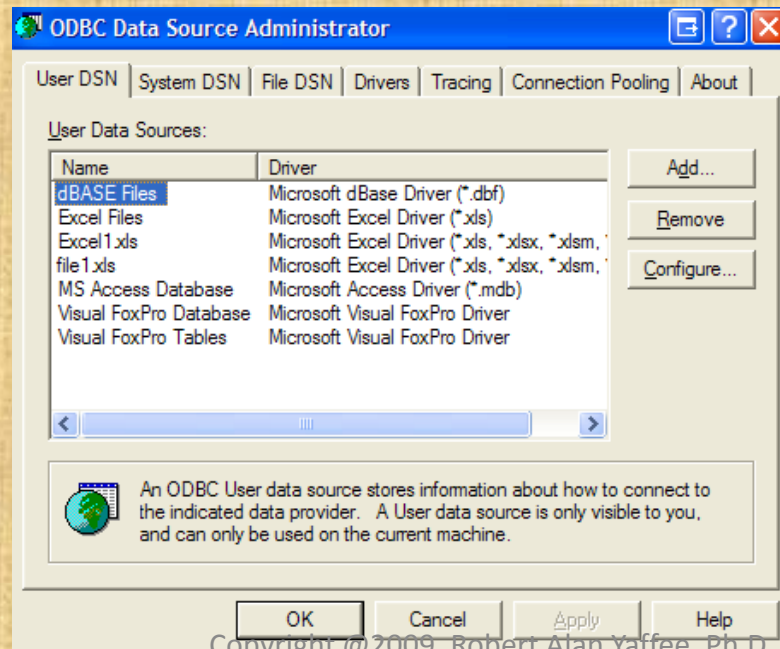 ODBC Data Source Administrator
User DSN System DSN File DSN Drivers Tracing Connection Pooling About
User Data Sources:
Name Driver
dBASE Files Microsoft dBase Driver (*.dbf)
Excel Files Microsoft Excel Driver (*.xls)
Excel1.xls Microsoft Excel Driver (*.xls, *.xlsx, *.xlsm,
file1.xls Microsoft Excel Driver (*.xls, *.xlsx, *.xlsm,
MS Access Database Microsoft Access Driver (*.mdb)
Visual FoxPro Database Microsoft Visual FoxPro Driver
Visual FoxPro Tables Microsoft Visual FoxPro Driver
Add...
Remove
Configure...
An ODBC User data source stores information about how to connect to
the indicated data provider. A User data source is only visible to you,
and can only be used on the current machine.
OK Cancel Apply Help
Copyright @2009, Robert Alan Yaffee, Ph.D.